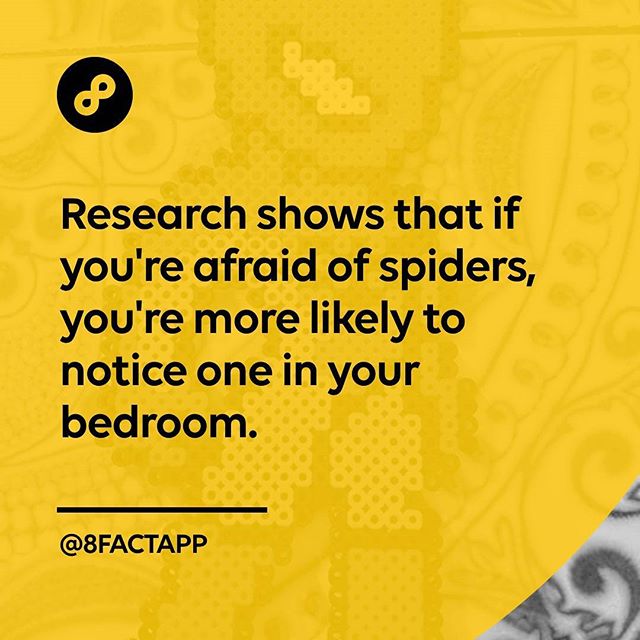 Research shows that if
you're afraid of spiders,
you're more likely to
notice one in your
bedroom.
@8FACTAPP